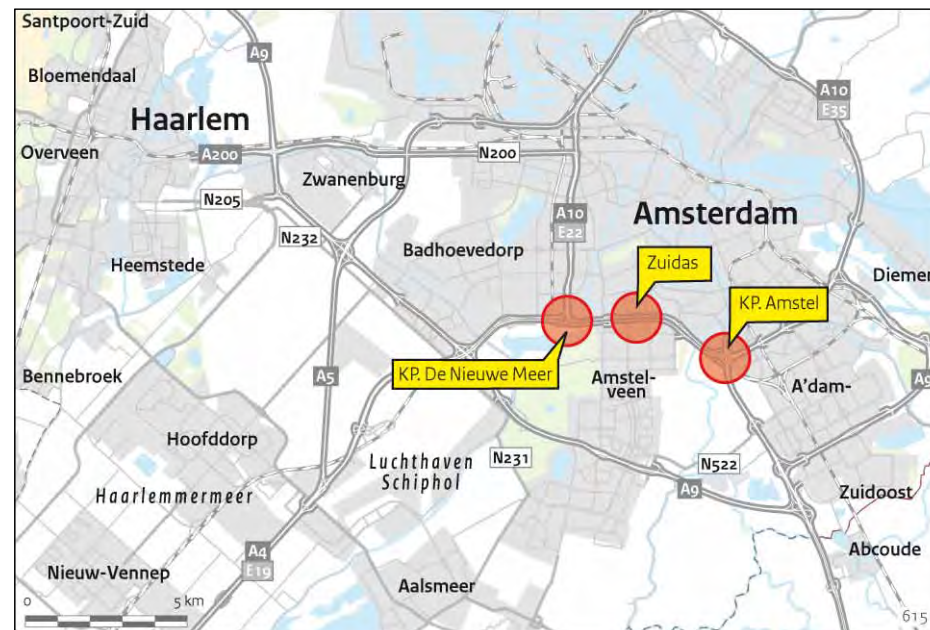 Santpoort-Zuid
A9
Bloemendaal
A10
E35
Haarlem
Overveen
A200
N200
Zwanenburg
N205
A10
E22
Amsterdam
N232
Badhoevedorp
Zuidas
Heemstede
Diemen
KP. Amstel
KP. De Nieuwe Meer
Bennebroek
A5
Amstel-
veen
A'dam-
A9
Hoofddorp
Luchthaven
Schiphol
N231
N522
Haarlemmermeer
A9
Zuidoost
A4
E19
Abcoude
Nieuw-Vennep
Aalsmeer
0
5 km
615